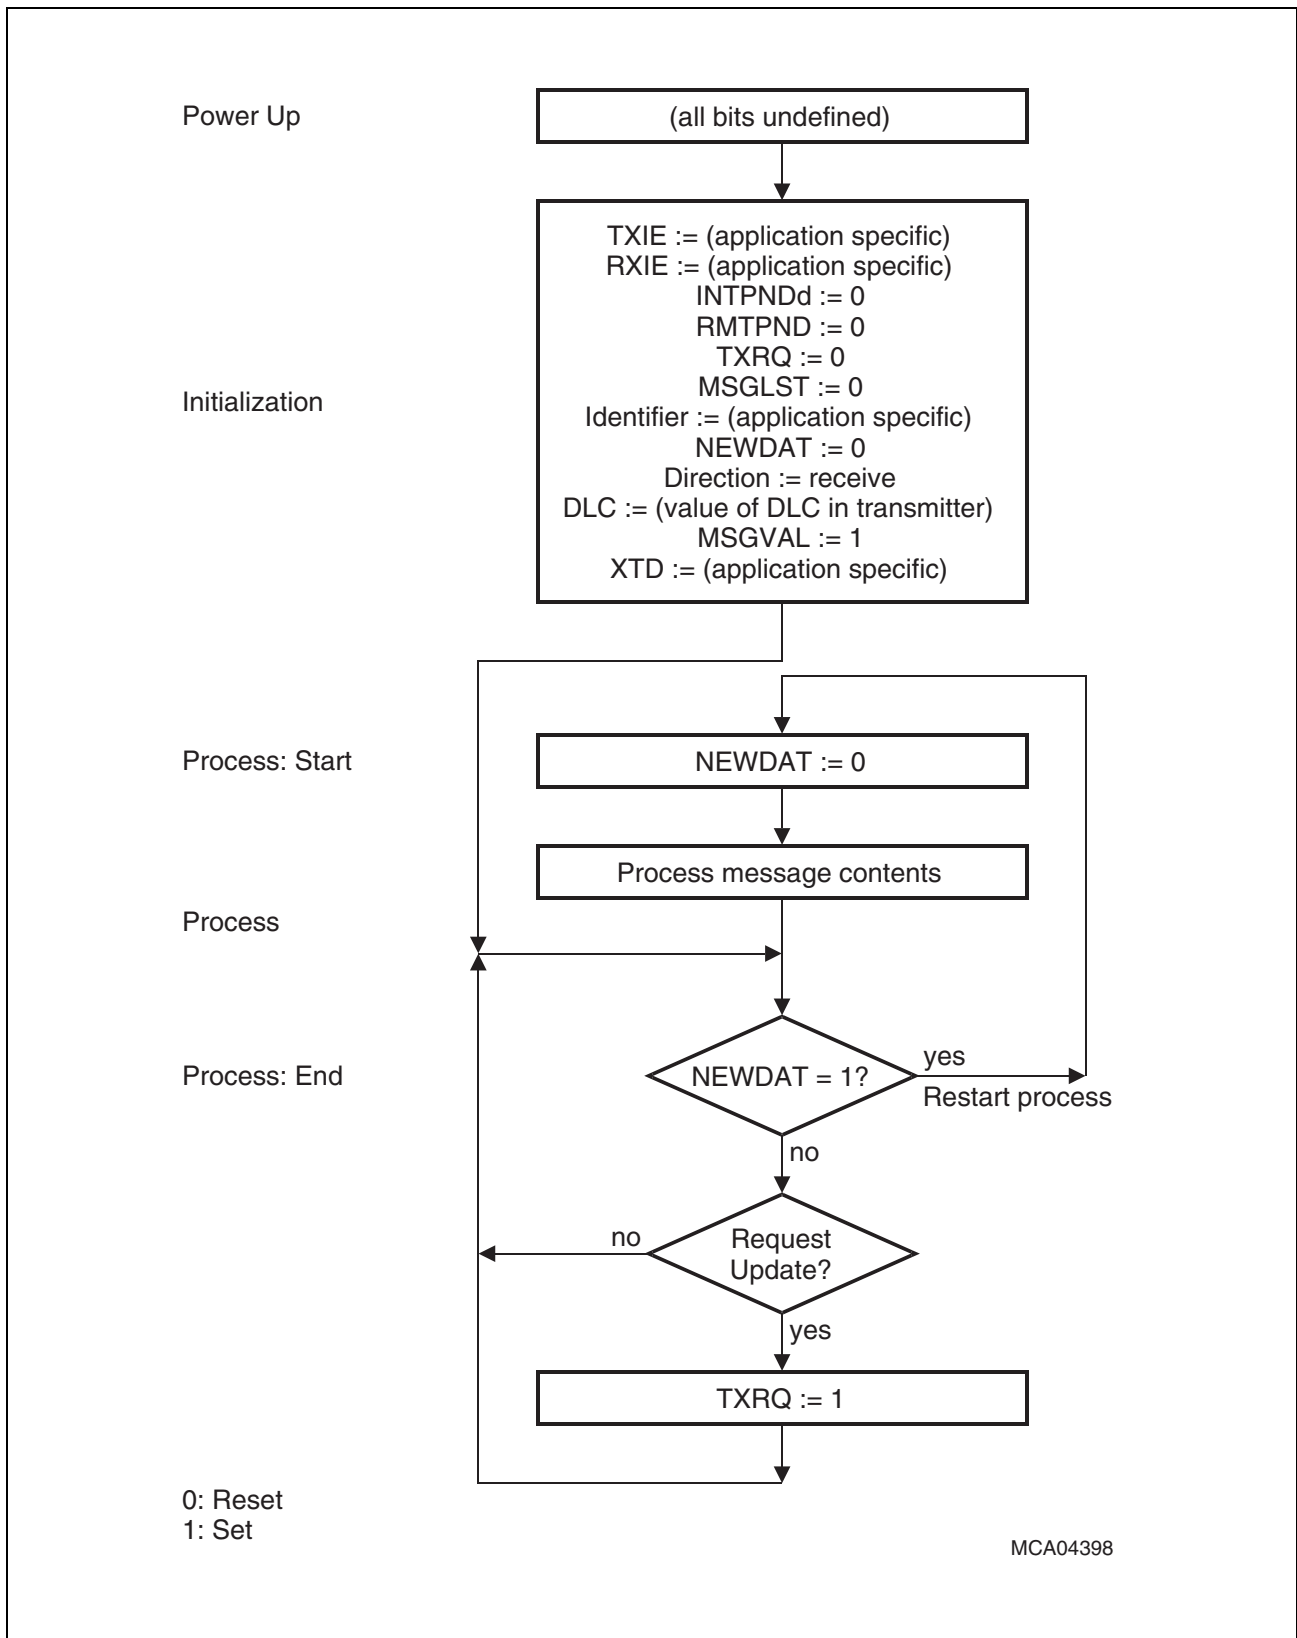 Power Up
(all bits undefined)
Initialization
TXIE := (application specific)
RXIE := (application specific)
INTPNDd := 0
RMTPND := 0
TXRQ := 0
MSGLST := 0
Identifier := (application specific)
NEWDAT := 0
Direction := receive
DLC := (value of DLC in transmitter)
MSGVAL := 1
XTD := (application specific)
Process: Start
NEWDAT := 0
Process message contents
Process
Process: End
NEWDAT = 1?
yes
Restart process
no
no
Request
Update?
yes
TXRQ := 1
0: Reset
1: Set
MCA04398